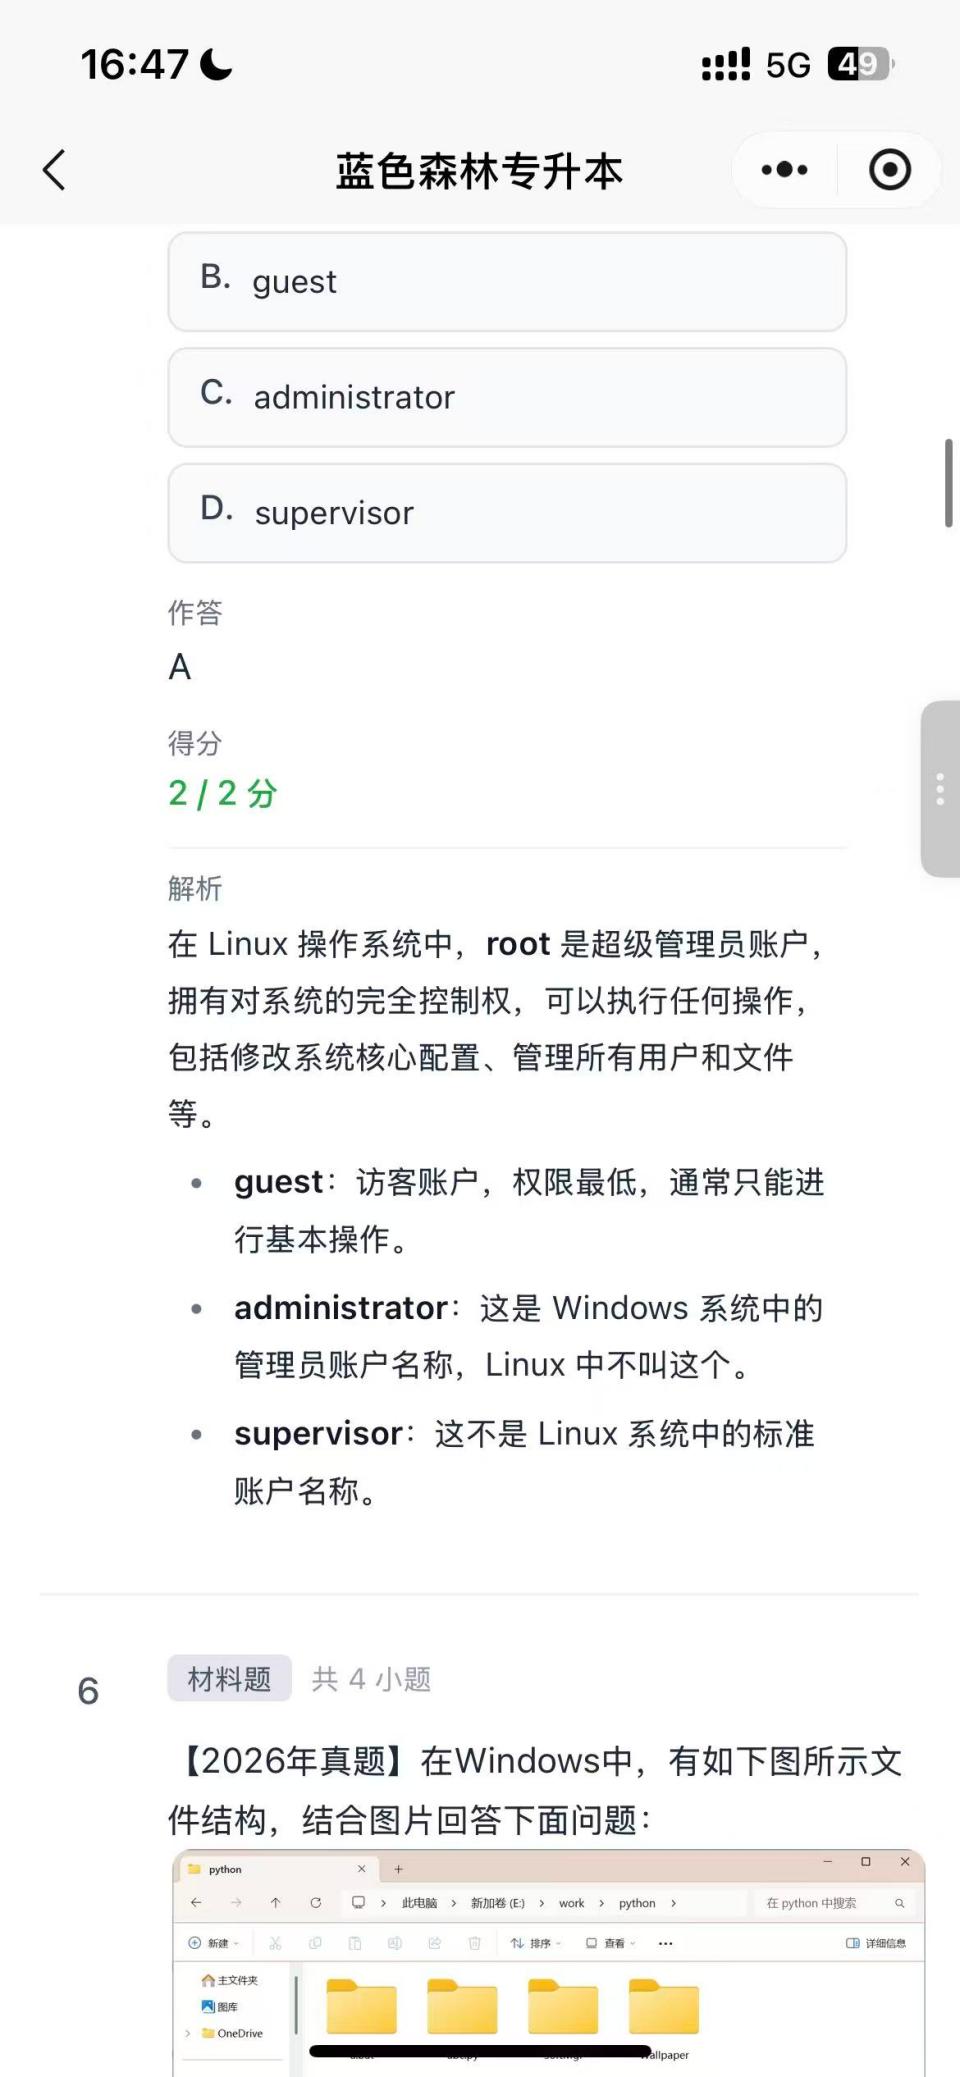 16:47
5G 49
蓝色森林专升本
B. guest
C. administrator
D. supervisor
作答
A
得分
2 / 2 分
解析
在 Linux 操作系统中，root 是超级管理员账户，
拥有对系统的完全控制权，可以执行任何操作，
包括修改系统核心配置、管理所有用户和文件
等。
• guest：访客账户，权限最低，通常只能进
行基本操作。
• administrator：这是 Windows 系统中的
管理员账户名称，Linux 中不叫这个。
• supervisor：这不是 Linux 系统中的标准
账户名称。
6 材料题 共 4 小题
【2026年真题】在Windows中，有如下图所示文
件结构，结合图片回答下面问题：
python
此电脑 > 新加卷 (E:) > work > python >
在 python 中搜索
新建 排序 查看 ··· 详细信息
主文件夹
图库
OneDrive